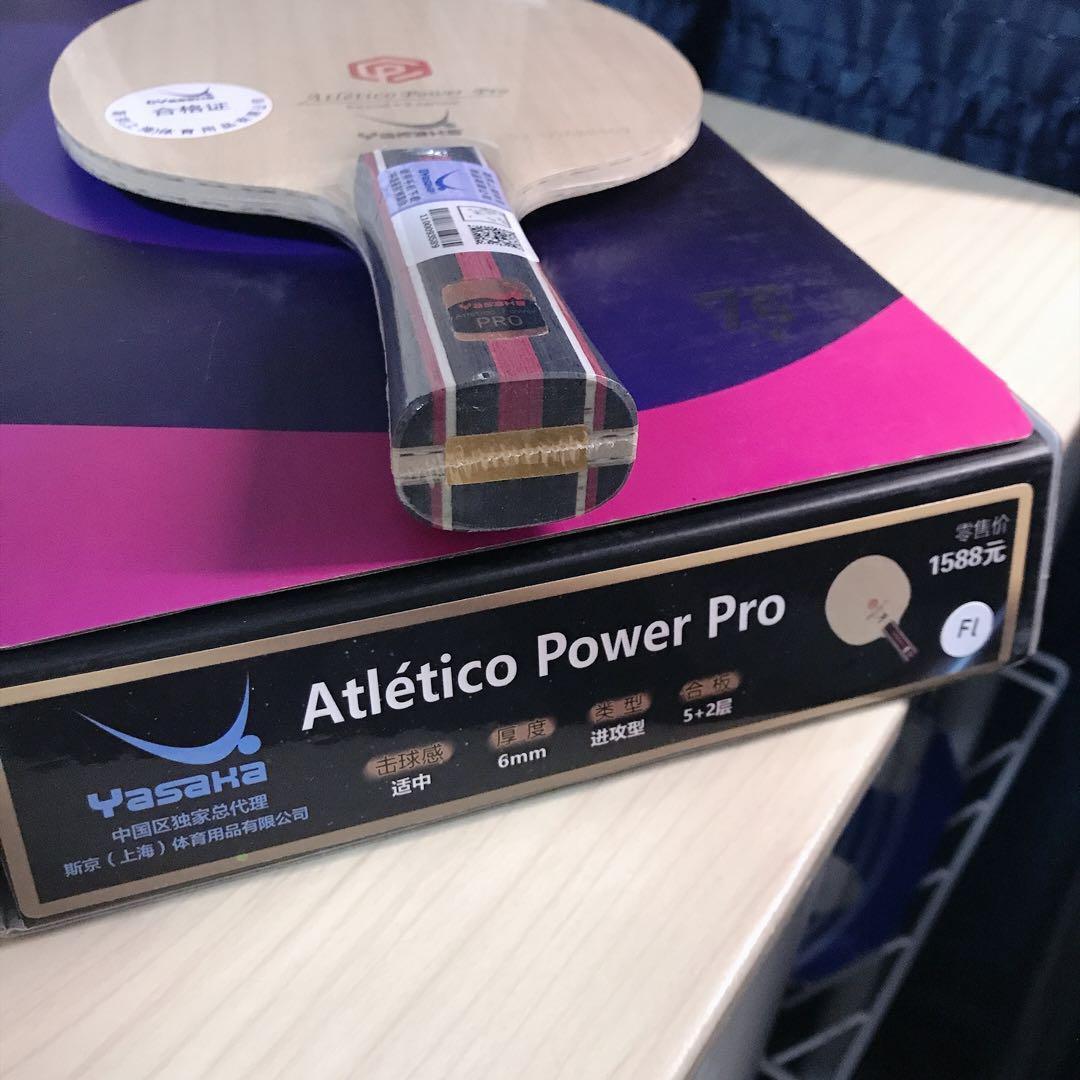 合格证
Atlético Power Pro
Yasaka
Yasaka
Yasaka
PRO
零售价
1588元
Atlético Power Pro
Fl
击球感
适中
厚度
6mm
类型
进攻型
合板
5+2层
Yasaka
中国区独家总代理
斯京（上海）体育用品有限公司